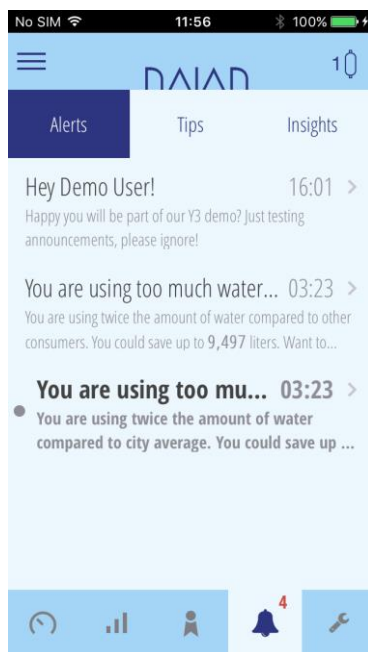 No SIM 11:56 100%
1
Alerts Tips Insights
Hey Demo User! 16:01 >
Happy you will be part of our Y3 demo? Just testing
announcements, please ignore!
You are using too much water... 03:23 >
You are using twice the amount of water compared to other
consumers. You could save up to 9,497 liters. Want to...
You are using too mu... 03:23 >
You are using twice the amount of water
compared to city average. You could save up ...
4